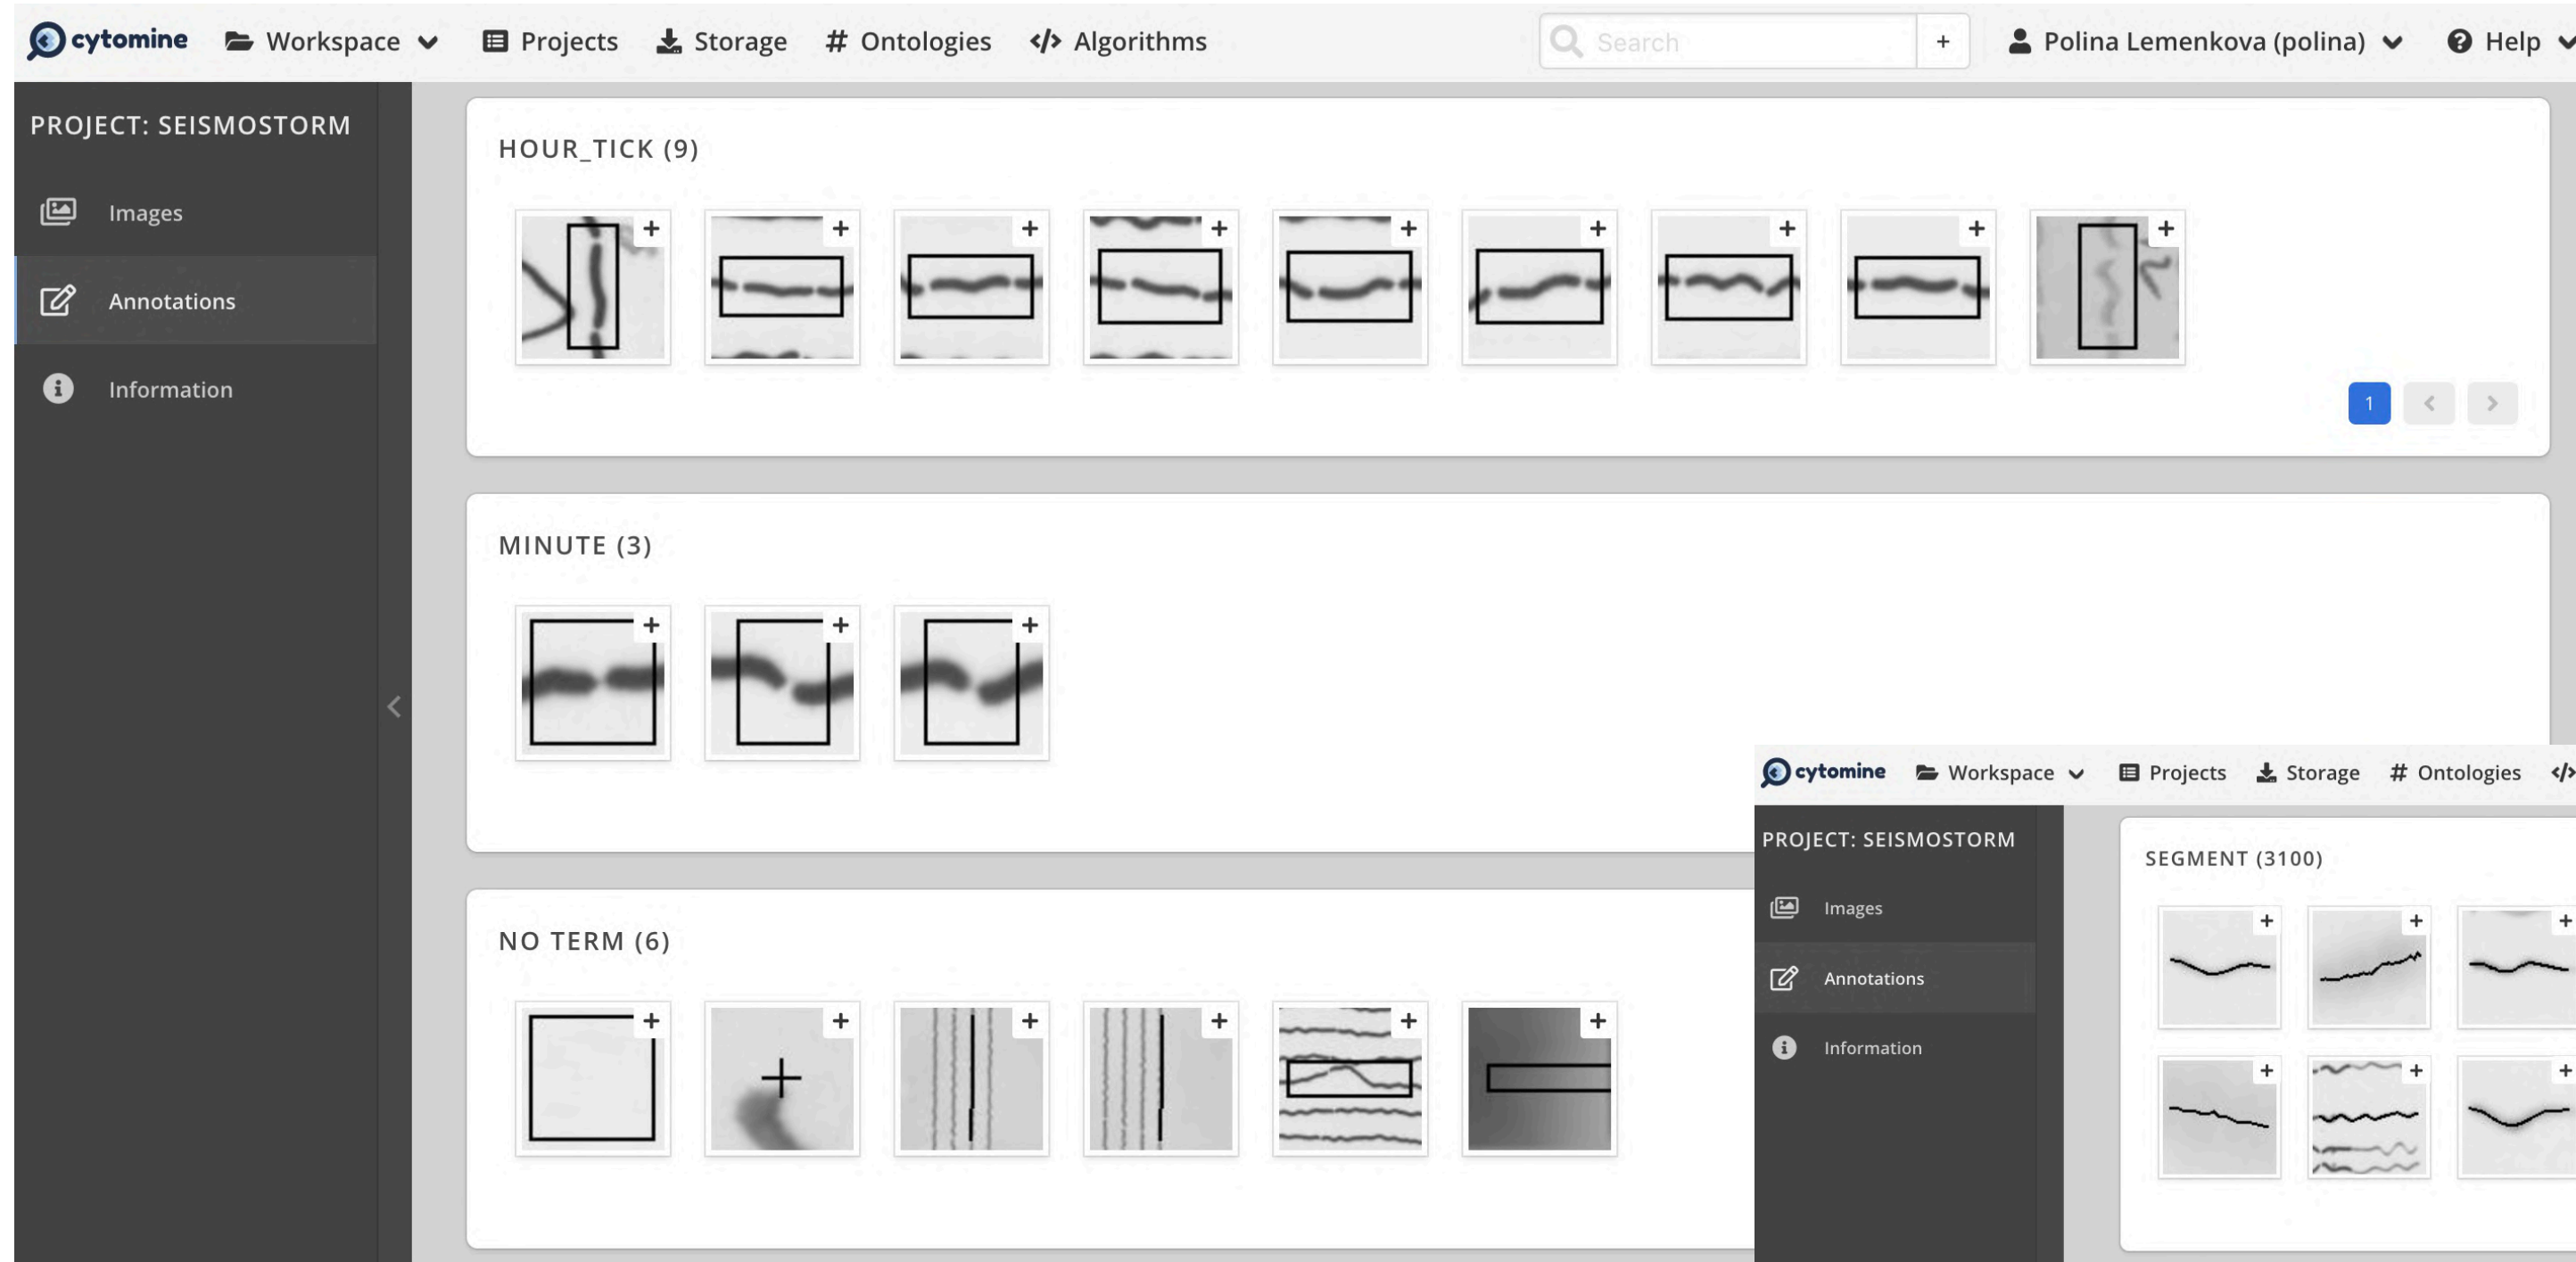 cytomine Workspace Projects Storage # Ontologies </> Algorithms Search + Polina Lemenkova (polina) Help
PROJECT: SEISMOSTORM
Images
Annotations
Information
HOUR_TICK (9)
+ + + + + + + + +
1
MINUTE (3)
+ + +
NO TERM (6)
+ + + + + +
cytomine Workspace Projects Storage # Ontologies </>
PROJECT: SEISMOSTORM
Images
Annotations
Information
SEGMENT (3100)
+ + +
+ + +